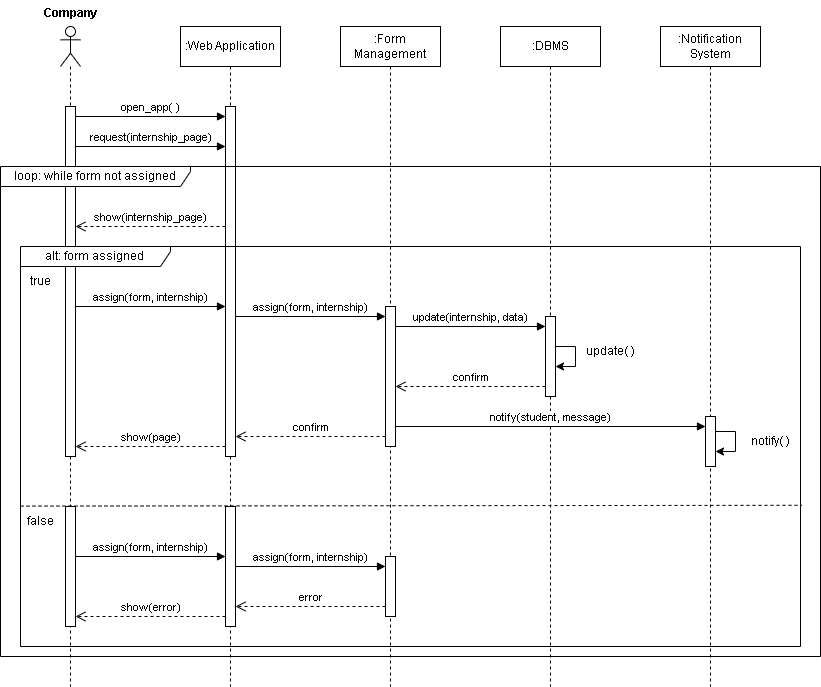 Company
:Web Application
:Form
Management
:DBMS
:Notification
System
open_app( )
request(internship_page)
loop: while form not assigned
show(internship_page)
alt: form assigned
true
assign(form, internship)
assign(form, internship)
update(internship, data)
update( )
confirm
notify(student, message)
confirm
show(page)
notify( )
false
assign(form, internship)
assign(form, internship)
error
show(error)